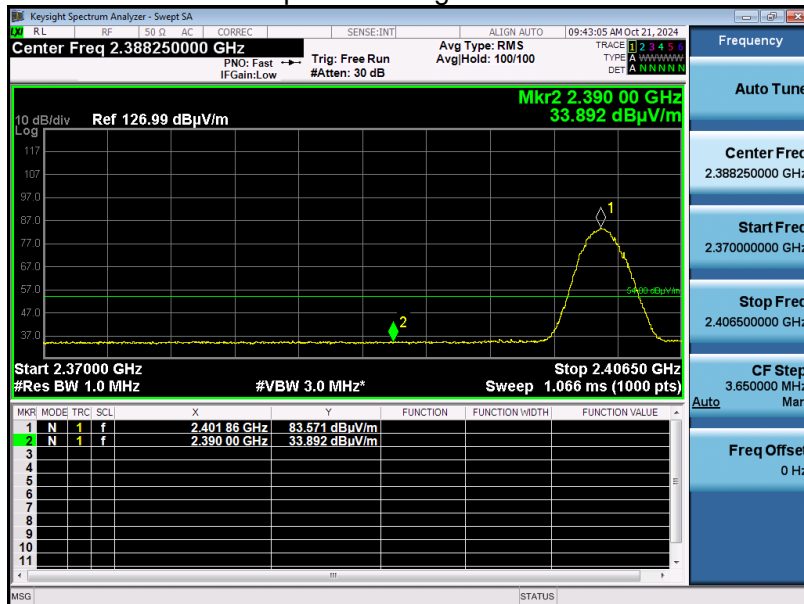 Keysight Spectrum Analyzer - Swept SA
LXI RL RF 50 Ω AC CORREC SENSE:INT ALIGN AUTO 09:43:05 AM Oct 21, 2024
Center Freq 2.388250000 GHz
PNO: Fast
IFGain:Low
Trig: Free Run
#Atten: 30 dB
Avg Type: RMS
Avg|Hold: 100/100
TRACE 1 2 3 4 5 6
TYPE A WWWWW
DET A N N N N N
Mkr2 2.390 00 GHz
33.892 dBµV/m
10 dB/div Ref 126.99 dBµV/m
Log
117
107
97.0
87.0
77.0
67.0
57.0
47.0
37.0
1
54.00 dBµV/m
2
Start 2.37000 GHz Stop 2.40650 GHz
#Res BW 1.0 MHz #VBW 3.0 MHz* Sweep 1.066 ms (1000 pts)
MKR MODE TRC SCL X Y FUNCTION FUNCTION WIDTH FUNCTION VALUE
1 N 1 f 2.401 86 GHz 83.571 dBµV/m
2 N 1 f 2.390 00 GHz 33.892 dBµV/m
3
4
5
6
7
8
9
10
11
MSG STATUS
Frequency
Auto Tune
Center Freq
2.388250000 GHz
Start Freq
2.370000000 GHz
Stop Freq
2.406500000 GHz
CF Step
3.650000 MHz
Auto Man
Freq Offset
0 Hz